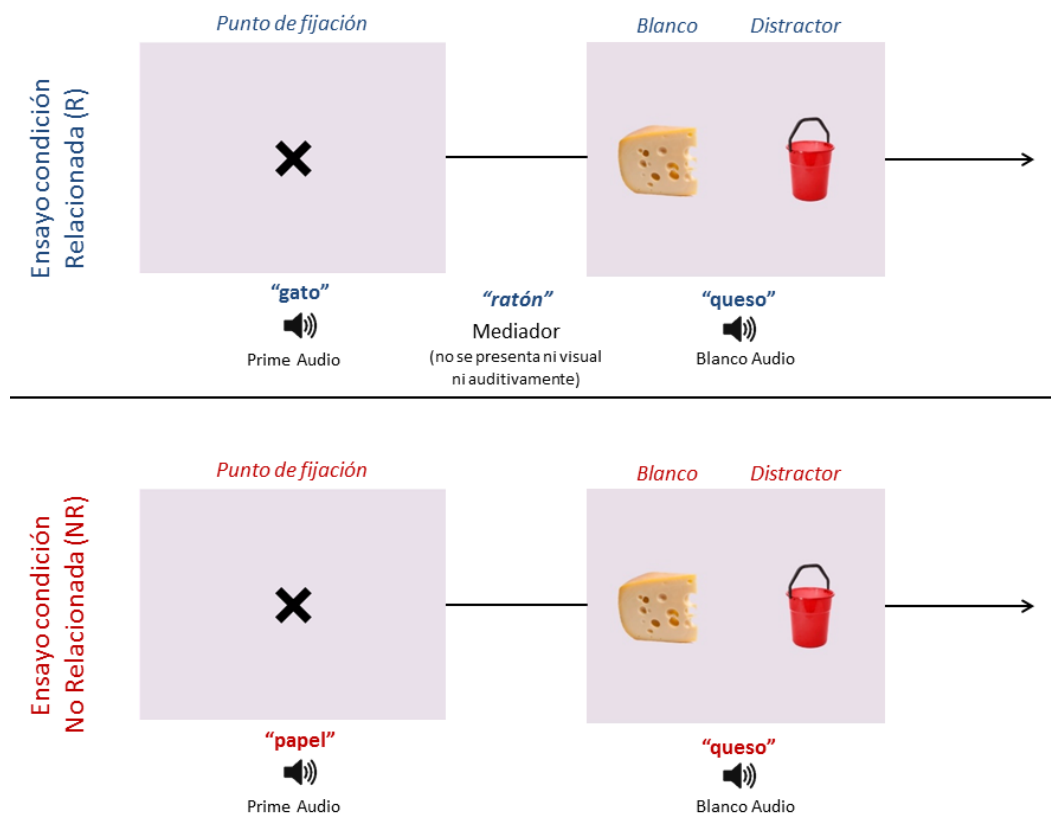 Punto de fijación
Blanco
Distractor
Ensayo condición
Relacionada (R)
“gato”
“ratón”
“queso”
Prime Audio
Mediador
(no se presenta ni visual
ni auditivamente)
Blanco Audio
Punto de fijación
Blanco
Distractor
Ensayo condición
No Relacionada (NR)
“papel”
“queso”
Prime Audio
Blanco Audio